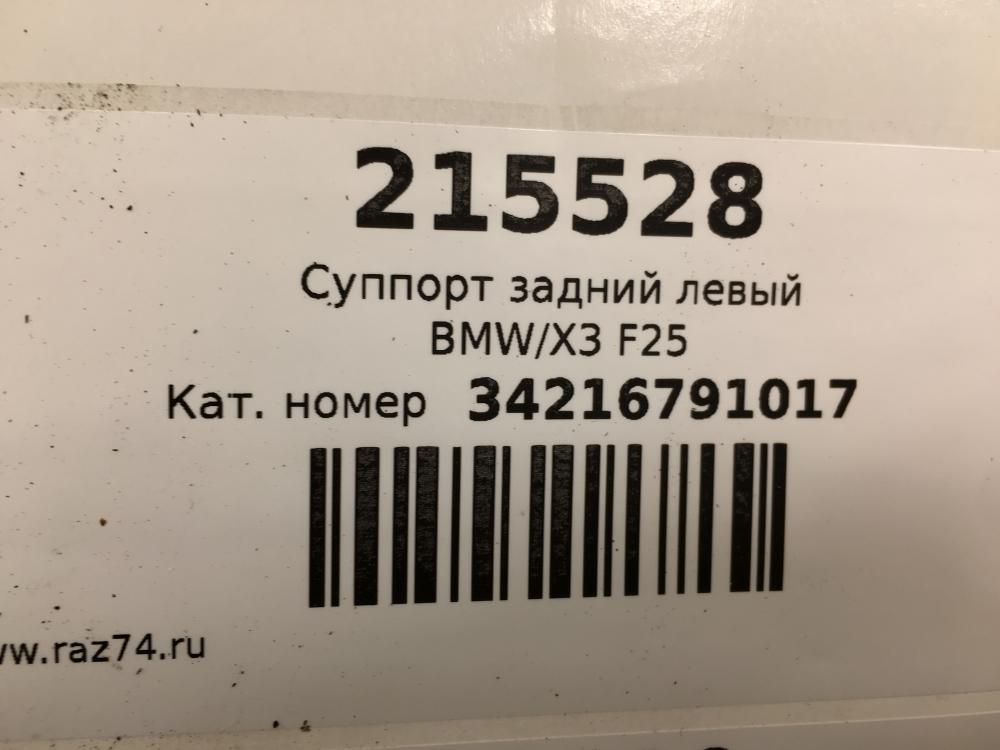 215528
Суппорт задний левый
BMW/X3 F25
Кат. номер 34216791017
w.raz74.ru